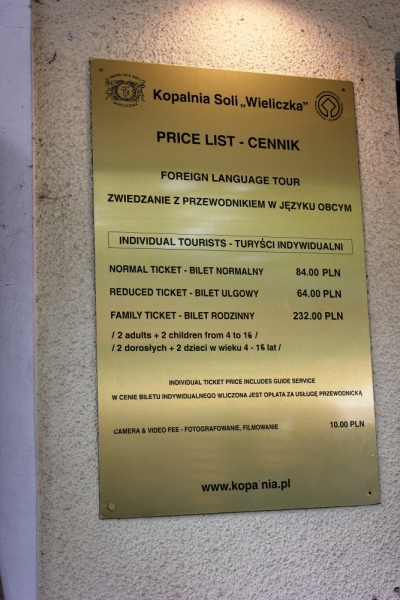 Kopalnia Soli „Wieliczka"
PRICE LIST - CENNIK
FOREIGN LANGUAGE TOUR
ZWIEDZANIE Z PRZEWODNIKIEM W JĘZYKU OBCYM
INDIVIDUAL TOURISTS - TURYŚCI INDYWIDUALNI
NORMAL TICKET - BILET NORMALNY 84.00 PLN
REDUCED TICKET - BILET ULGOWY 64.00 PLN
FAMILY TICKET - BILET RODZINNY 232.00 PLN
/ 2 adults + 2 children from 4 to 16 /
/ 2 dorosłych + 2 dzieci w wieku 4 - 16 lat /
INDIVIDUAL TICKET PRICE INCLUDES GUIDE SERVICE
W CENIE BILETU INDYWIDUALNEGO WLICZONA JEST OPŁATA ZA USŁUGĘ PRZEWODNICKĄ
CAMERA & VIDEO FEE - FOTOGRAFOWANIE, FILMOWANIE 10.00 PLN
www.kopa nia.pl